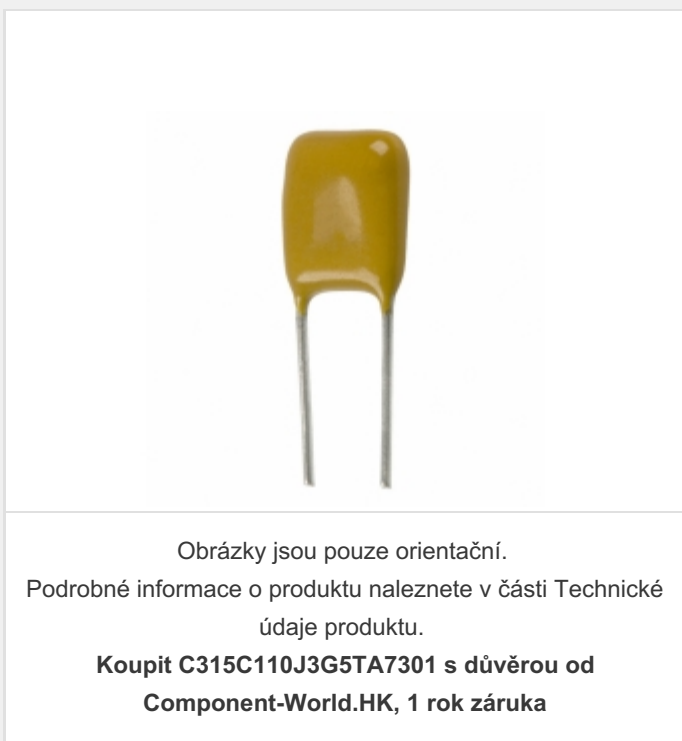 Obrázky jsou pouze orientační.
Podrobné informace o produktu naleznete v části Technické
údaje produktu.
Koupit C315C110J3G5TA7301 s důvěrou od
Component-World.HK, 1 rok záruka